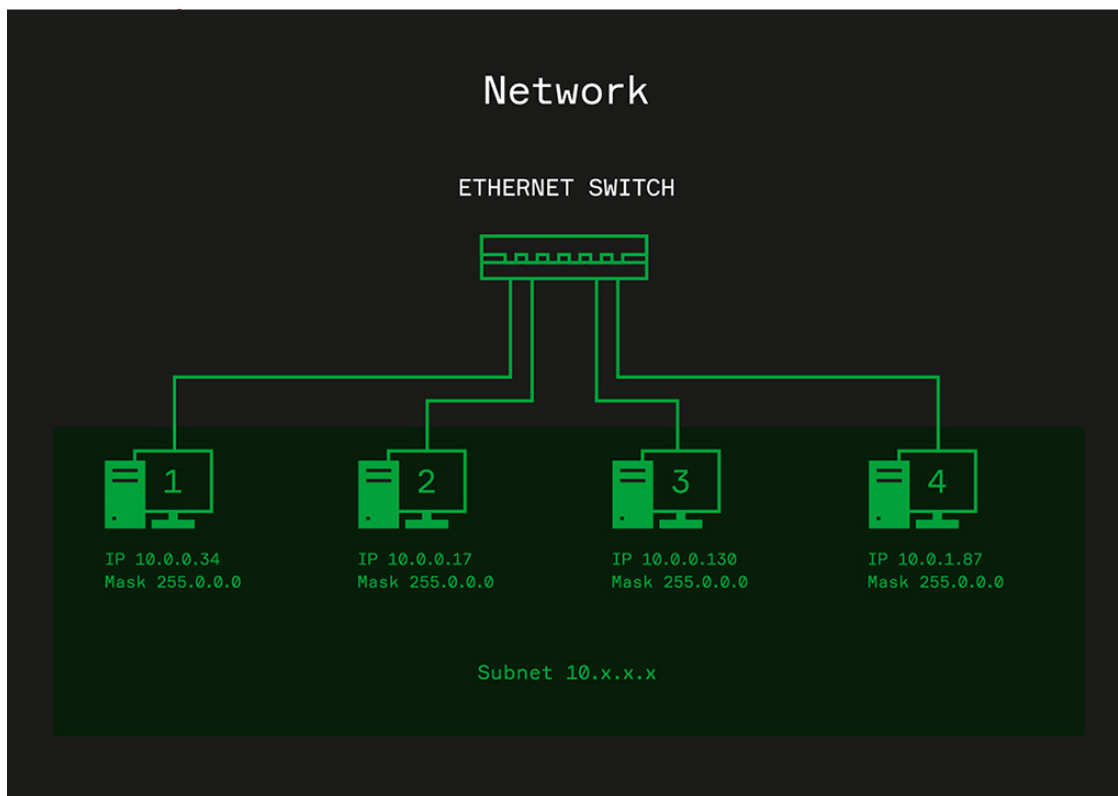 Network
ETHERNET SWITCH
1
2
3
4
IP 10.0.0.34
Mask 255.0.0.0
IP 10.0.0.17
Mask 255.0.0.0
IP 10.0.0.130
Mask 255.0.0.0
IP 10.0.1.87
Mask 255.0.0.0
Subnet 10.x.x.x